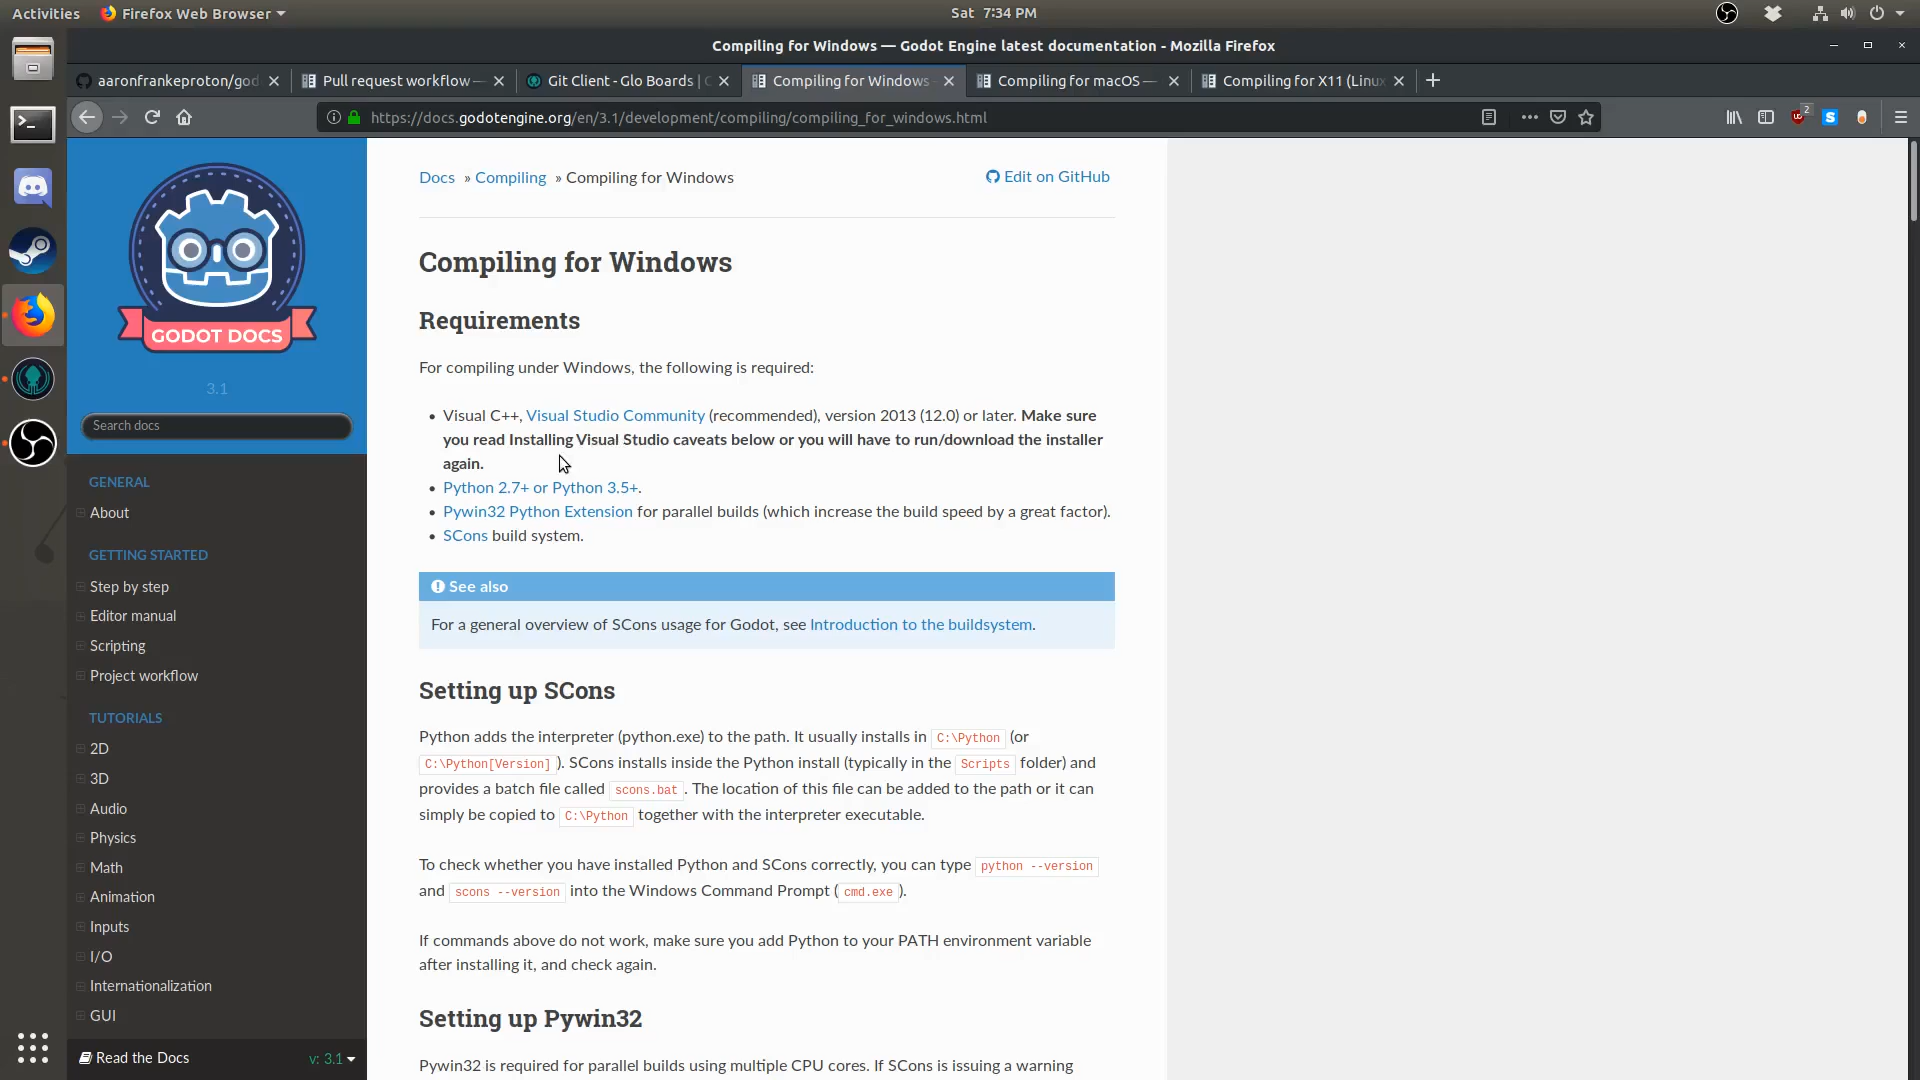 Activities Firefox Web Browser Sat 7:34 PM
Compiling for Windows — Godot Engine latest documentation - Mozilla Firefox
aaronfrankeproton/god Pull request workflow — Git Client - Glo Boards | Compiling for Windows Compiling for macOS — Compiling for X11 (Linux
https://docs.godotengine.org/en/3.1/development/compiling/compiling_for_windows.html 2
GODOT DOCS
3.1
Search docs
GENERAL
About
GETTING STARTED
Step by step
Editor manual
Scripting
Project workflow
TUTORIALS
2D
3D
Audio
Physics
Math
Animation
Inputs
I/O
Internationalization
GUI
Read the Docs v: 3.1
Docs » Compiling » Compiling for Windows Edit on GitHub
Compiling for Windows
Requirements
For compiling under Windows, the following is required:
• Visual C++, Visual Studio Community (recommended), version 2013 (12.0) or later. Make sure
you read Installing Visual Studio caveats below or you will have to run/download the installer
again.
• Python 2.7+ or Python 3.5+.
• Pywin32 Python Extension for parallel builds (which increase the build speed by a great factor).
• SCons build system.
See also
For a general overview of SCons usage for Godot, see Introduction to the buildsystem.
Setting up SCons
Python adds the interpreter (python.exe) to the path. It usually installs in C:\Python (or
C:\Python[Version] ). SCons installs inside the Python install (typically in the Scripts folder) and
provides a batch file called scons.bat . The location of this file can be added to the path or it can
simply be copied to C:\Python together with the interpreter executable.
To check whether you have installed Python and SCons correctly, you can type python --version
and scons --version into the Windows Command Prompt ( cmd.exe ).
If commands above do not work, make sure you add Python to your PATH environment variable
after installing it, and check again.
Setting up Pywin32
Pywin32 is required for parallel builds using multiple CPU cores. If SCons is issuing a warning